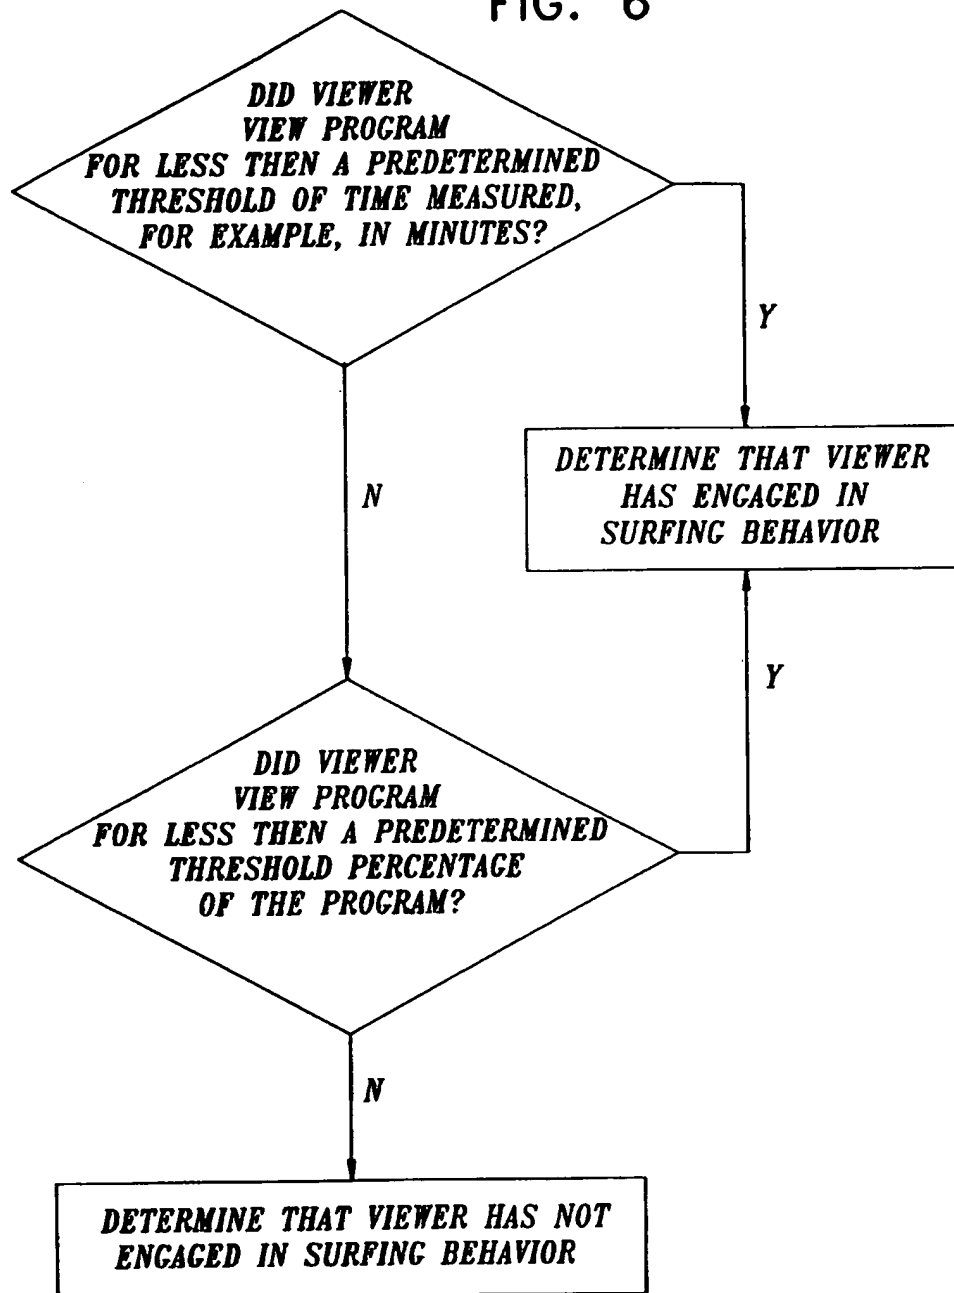 FIG. 6
DID VIEWER
VIEW PROGRAM
FOR LESS THEN A PREDETERMINED
THRESHOLD OF TIME MEASURED,
FOR EXAMPLE, IN MINUTES?
Y
N
DETERMINE THAT VIEWER
HAS ENGAGED IN
SURFING BEHAVIOR
Y
DID VIEWER
VIEW PROGRAM
FOR LESS THEN A PREDETERMINED
THRESHOLD PERCENTAGE
OF THE PROGRAM?
N
DETERMINE THAT VIEWER HAS NOT
ENGAGED IN SURFING BEHAVIOR